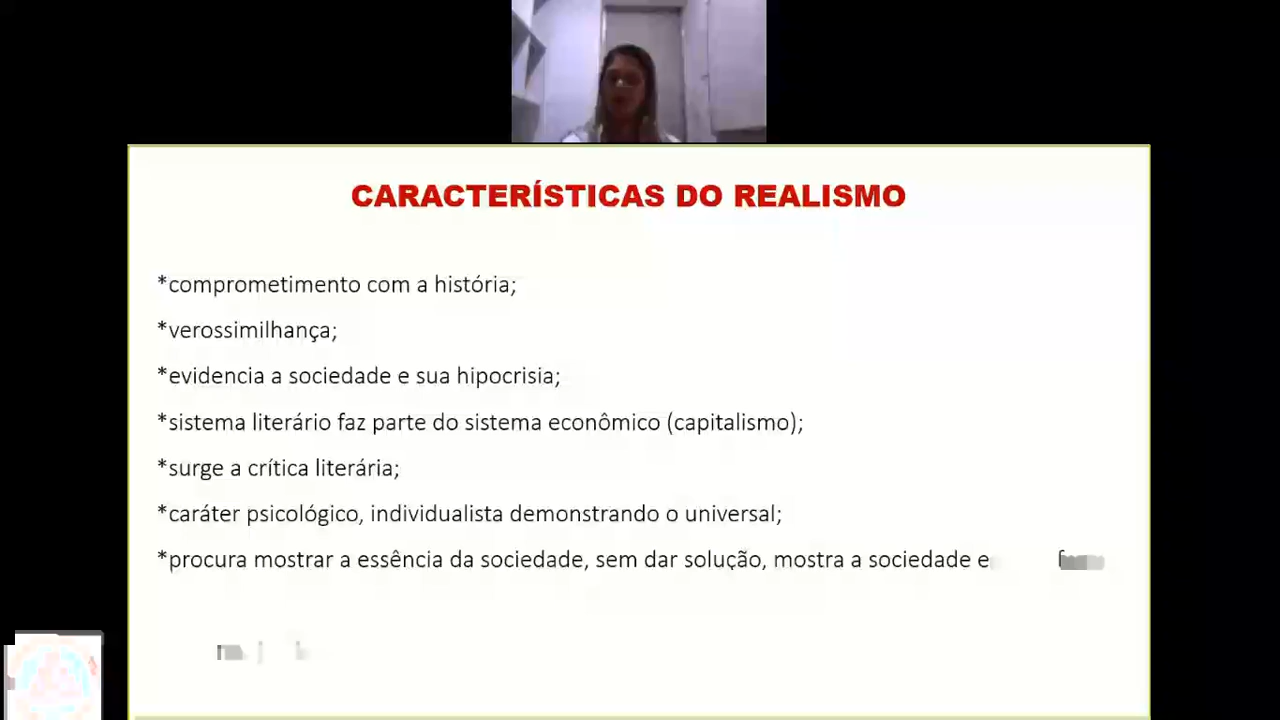 CARACTERÍSTICAS DO REALISMO
*comprometimento com a história;
*verossimilhança;
*evidencia a sociedade e sua hipocrisia;
*sistema literário faz parte do sistema econômico (capitalismo);
*surge a crítica literária;
*caráter psicológico, individualista demonstrando o universal;
*procura mostrar a essência da sociedade, sem dar solução, mostra a sociedade e